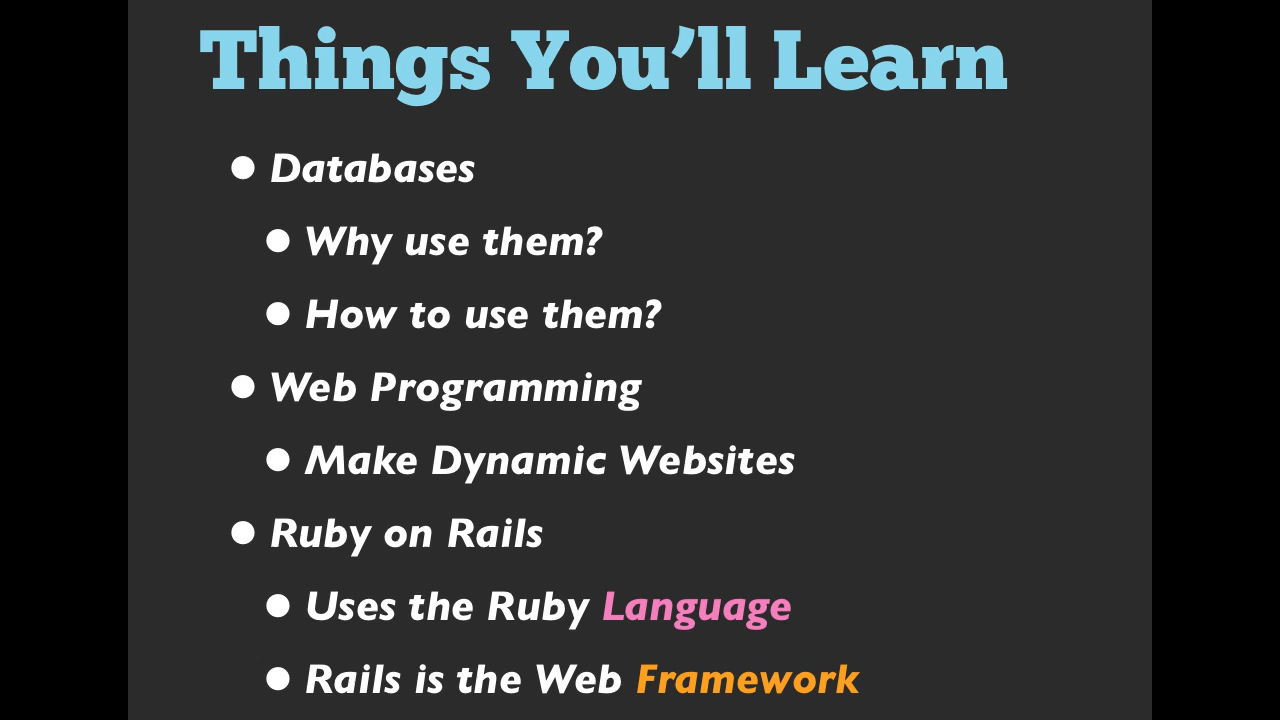 Things You’ll Learn
● Databases
● Why use them?
● How to use them?
● Web Programming
● Make Dynamic Websites
● Ruby on Rails
● Uses the Ruby Language
● Rails is the Web Framework